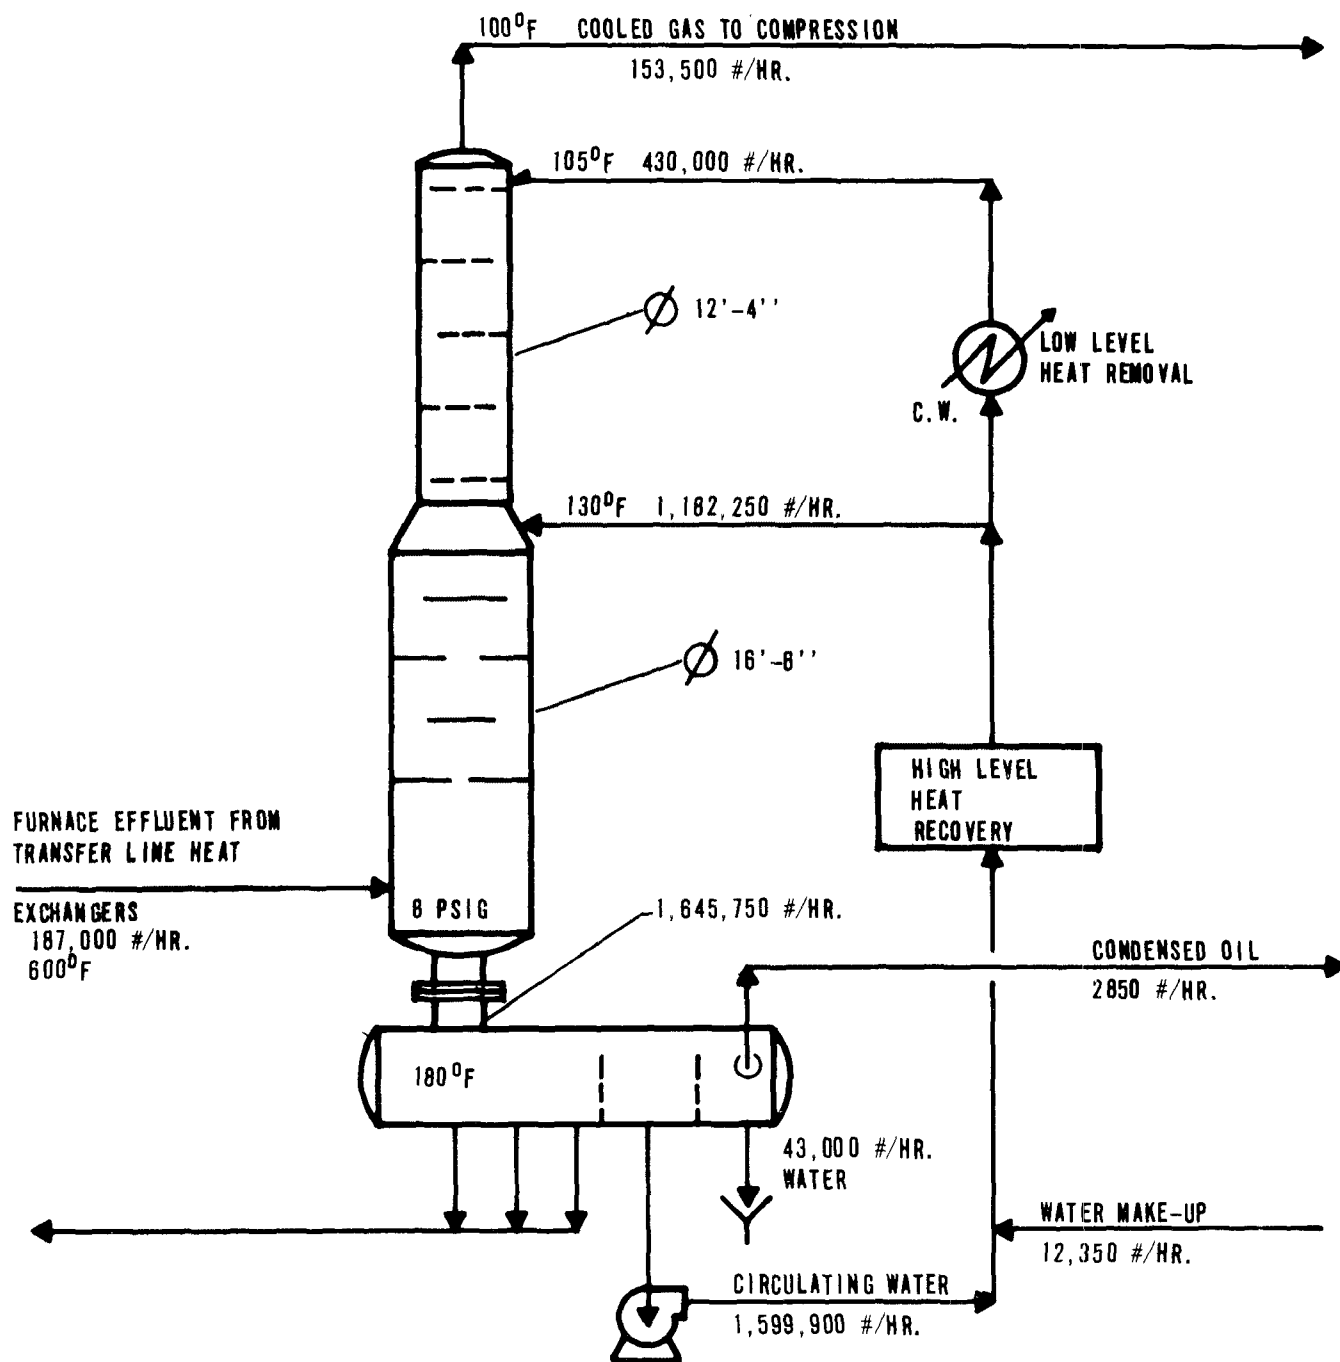 100°F COOLED GAS TO COMPRESSION
153,500 #/HR.
105°F 430,000 #/HR.
12'-4''
LOW LEVEL
HEAT REMOVAL
C.W.
130°F 1,182,250 #/HR.
16'-6''
HIGH LEVEL
HEAT
RECOVERY
FURNACE EFFLUENT FROM
TRANSFER LINE HEAT
EXCHANGERS
187,000 #/HR.
600°F
8 PSIG
1,645,750 #/HR.
CONDENSED OIL
2850 #/HR.
180°F
43,000 #/HR.
WATER
WATER MAKE-UP
12,350 #/HR.
CIRCULATING WATER
1,599,900 #/HR.